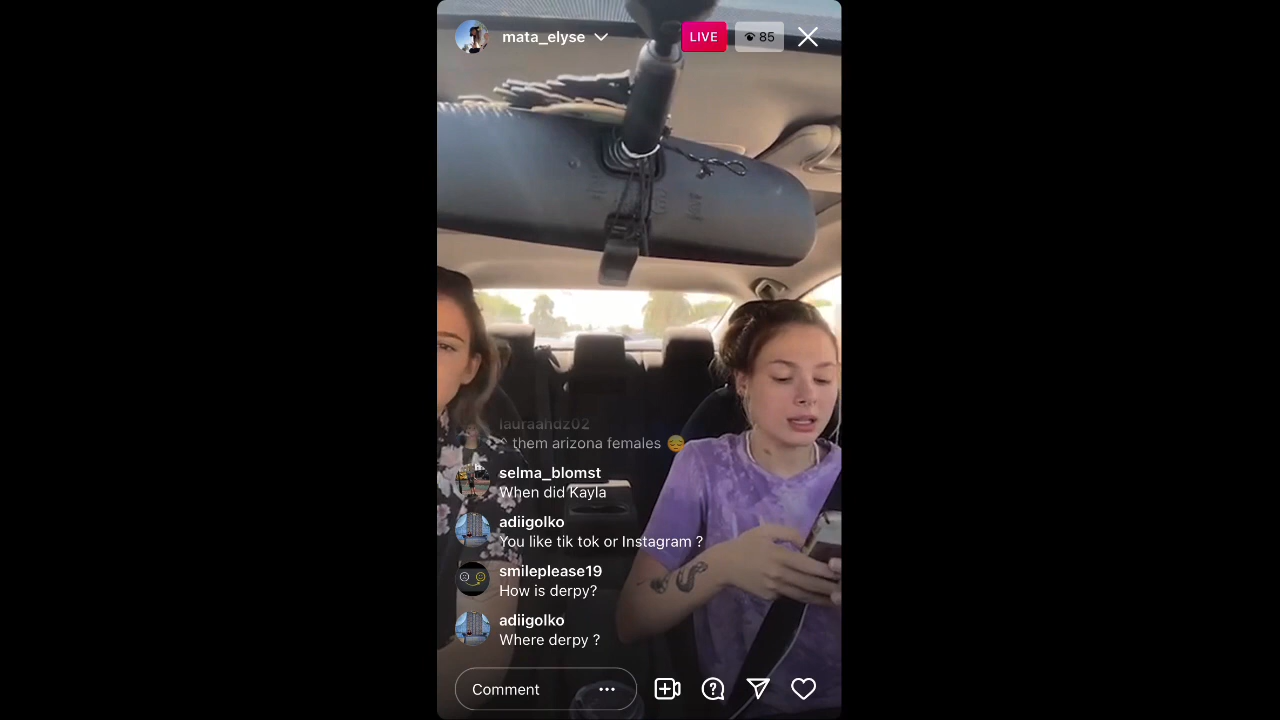 mata_elyse
LIVE
85
lauraahdz02
them arizona females 😔
selma_blomst
When did Kayla
adiigolko
You like tik tok or Instagram ?
smileplease19
How is derpy?
adiigolko
Where derpy ?
Comment